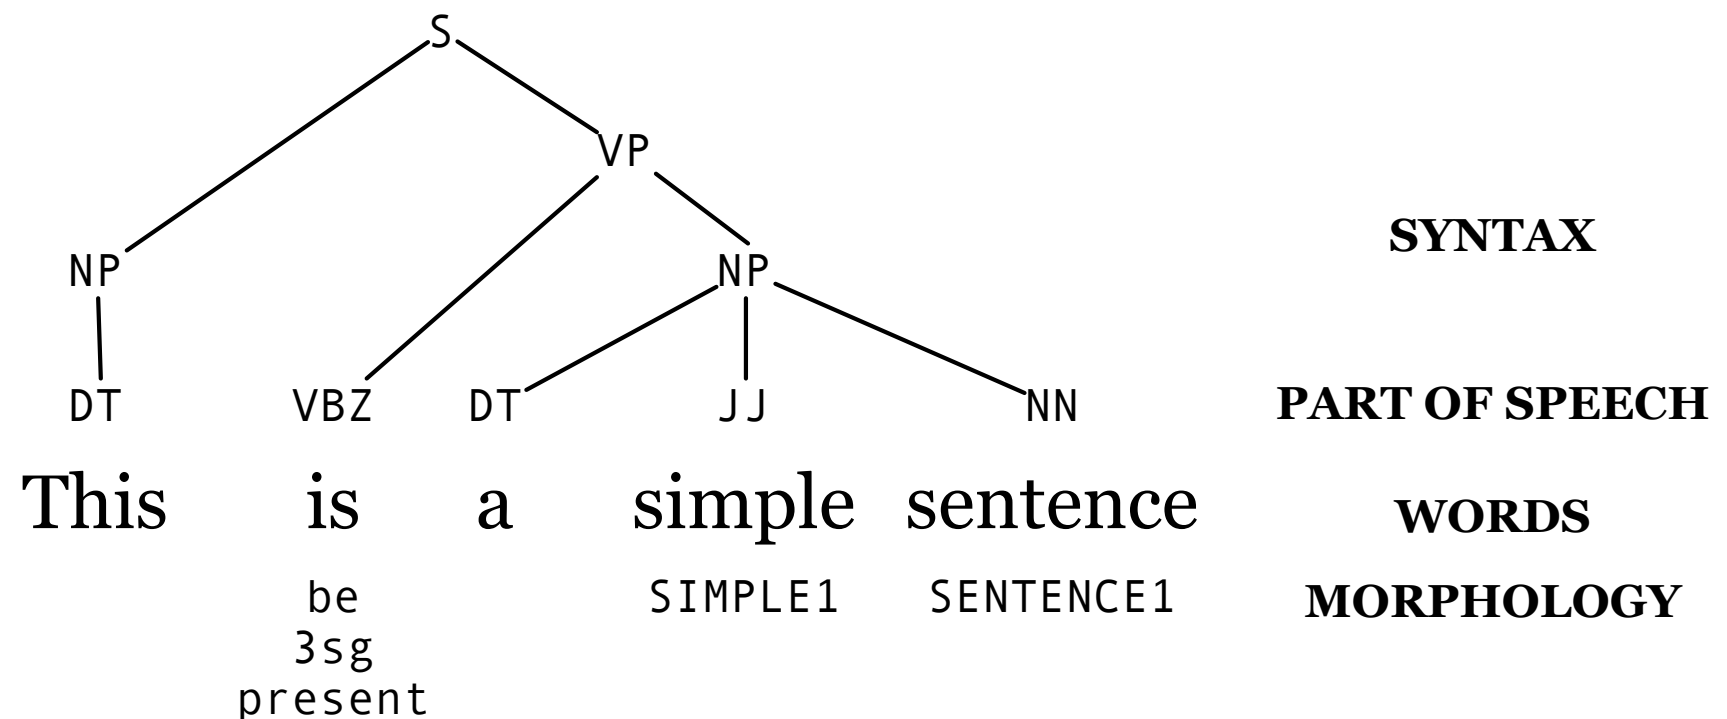 S
VP
SYNTAX
NP NP
DT VBZ DT JJ NN PART OF SPEECH
This is a simple sentence WORDS
be SIMPLE1 SENTENCE1 MORPHOLOGY
3sg
present